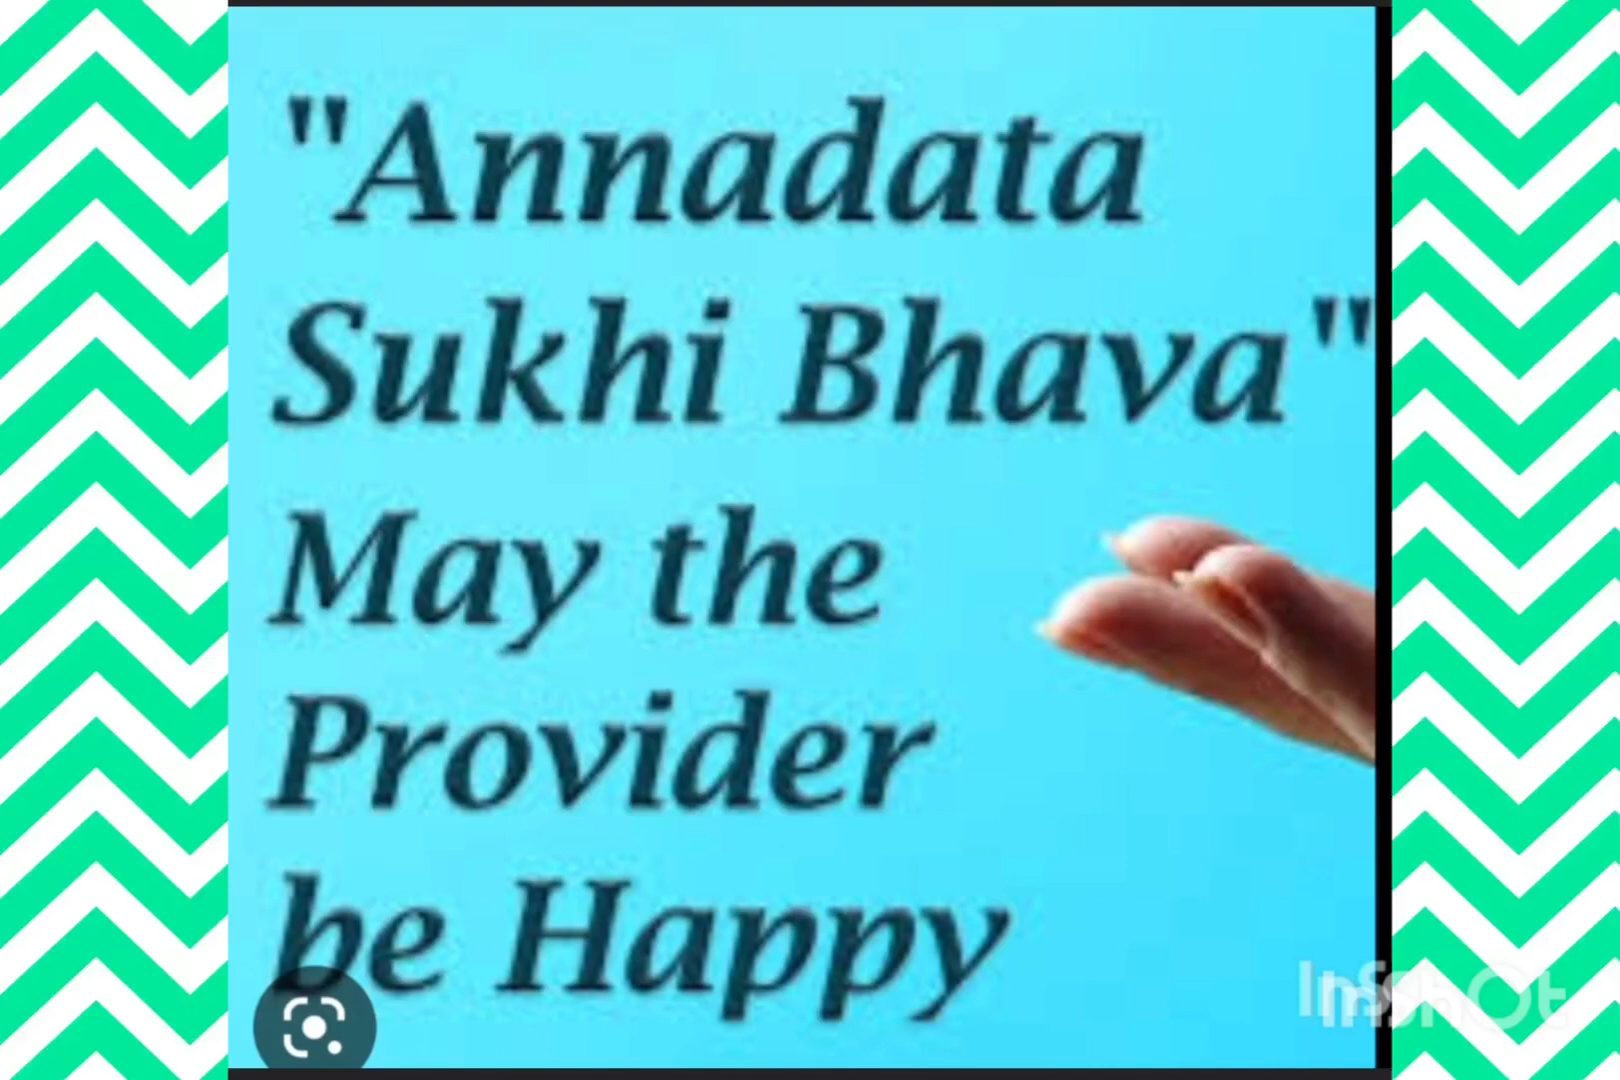 "Annadata
Sukhi Bhava"
May the
Provider
be Happy
InShOt